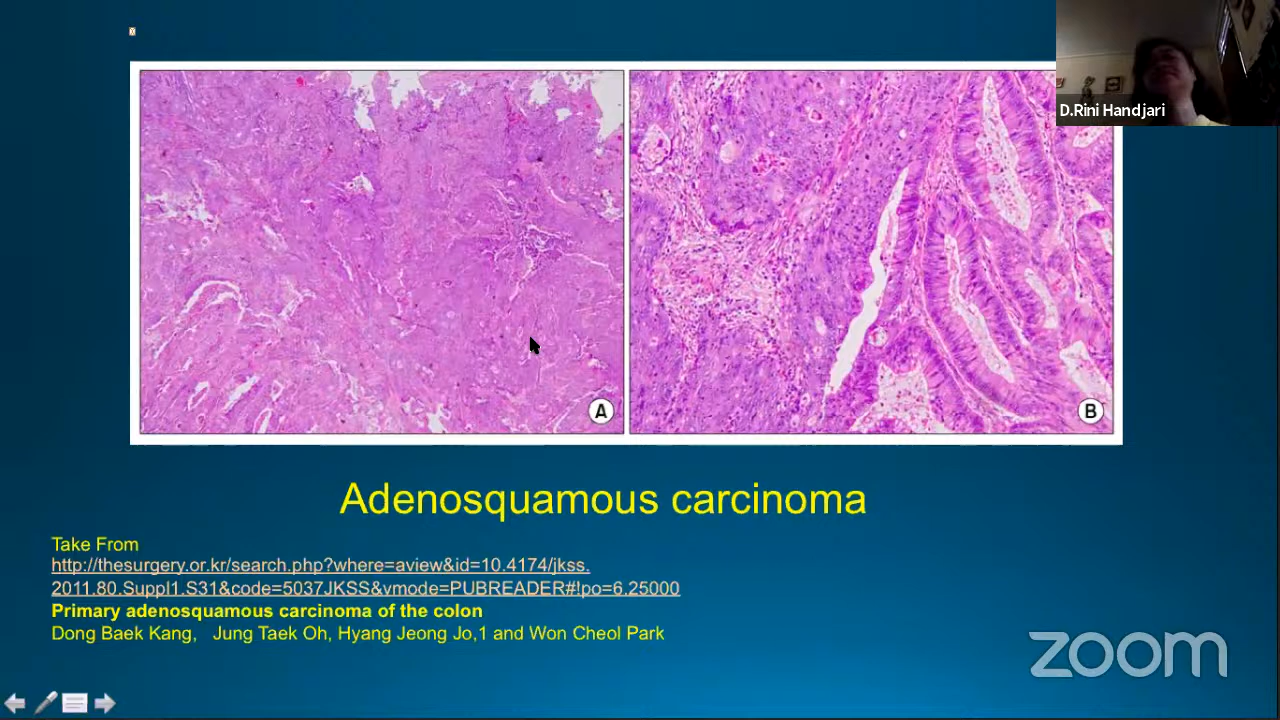 D.Rini Handjari
A
B
Adenosquamous carcinoma
Take From
http://thesurgery.or.kr/search.php?where=aview&id=10.4174/jkss.
2011.80.Suppl1.S31&code=5037JKSS&vmode=PUBREADER#!po=6.25000
Primary adenosquamous carcinoma of the colon
Dong Baek Kang, Jung Taek Oh, Hyang Jeong Jo,1 and Won Cheol Park
zoom